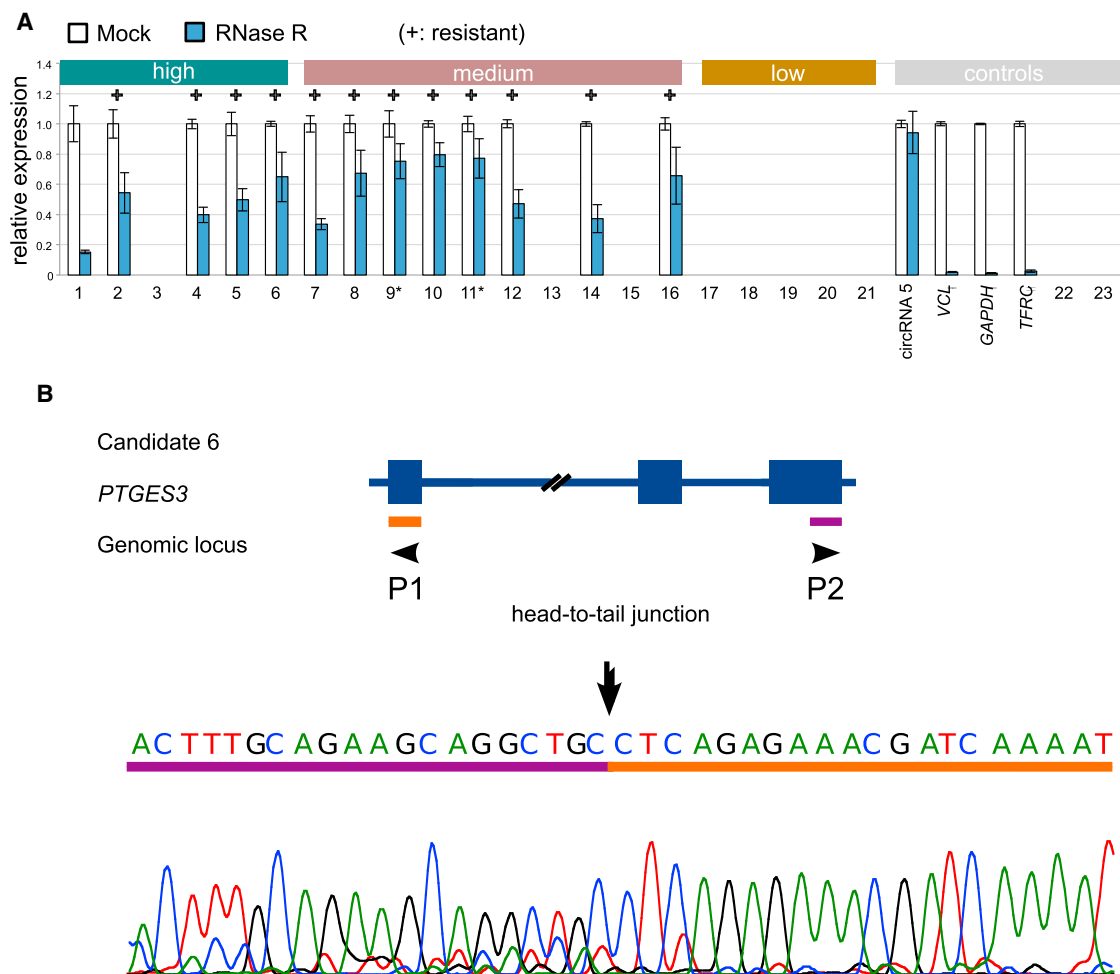 A
Mock RNase R (+: resistant)
high medium low controls
relative expression
1.4
1.2
1.0
0.8
0.6
0.4
0.2
0
+ + + + + + + + + + + + +
1 2 3 4 5 6 7 8 9* 10 11* 12 13 14 15 16 17 18 19 20 21 circRNA 5 VCL GAPDH TFRC 22 23
B
Candidate 6
PTGES3
Genomic locus
P1 P2
head-to-tail junction
ACTTTGCAGAAGCAGGCTGCCTCAGAGAAACGATCAAAAT